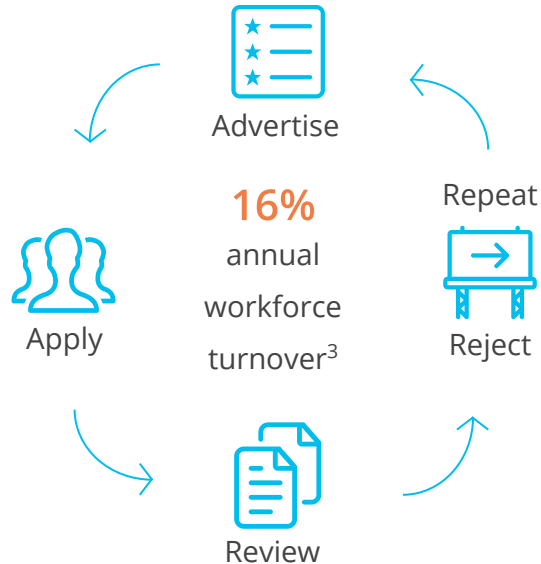 Advertise
16%
annual
workforce
turnover³
Repeat
Reject
Apply
Review